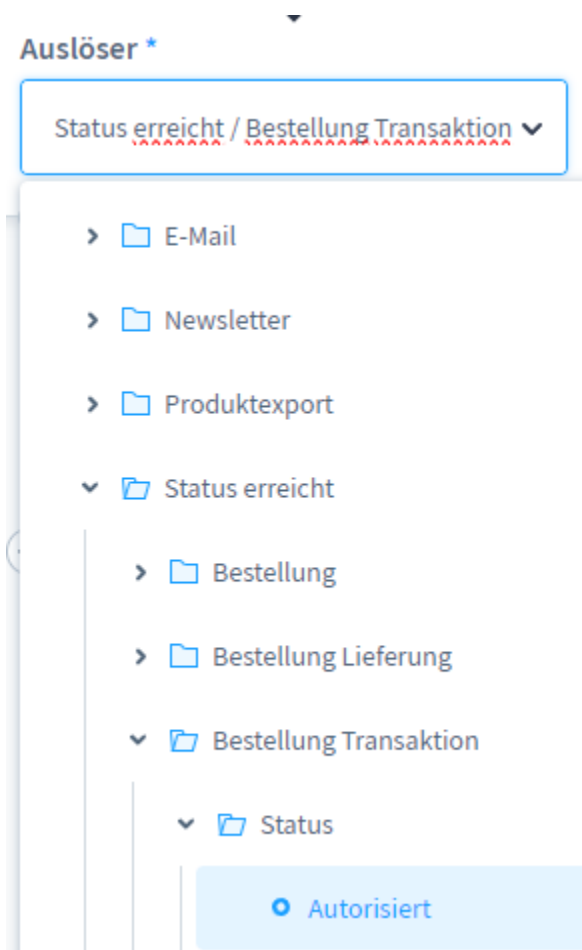 Auslöser *
Status erreicht / Bestellung Transaktion
E-Mail
Newsletter
Produktexport
Status erreicht
Bestellung
Bestellung Lieferung
Bestellung Transaktion
Status
Autorisiert